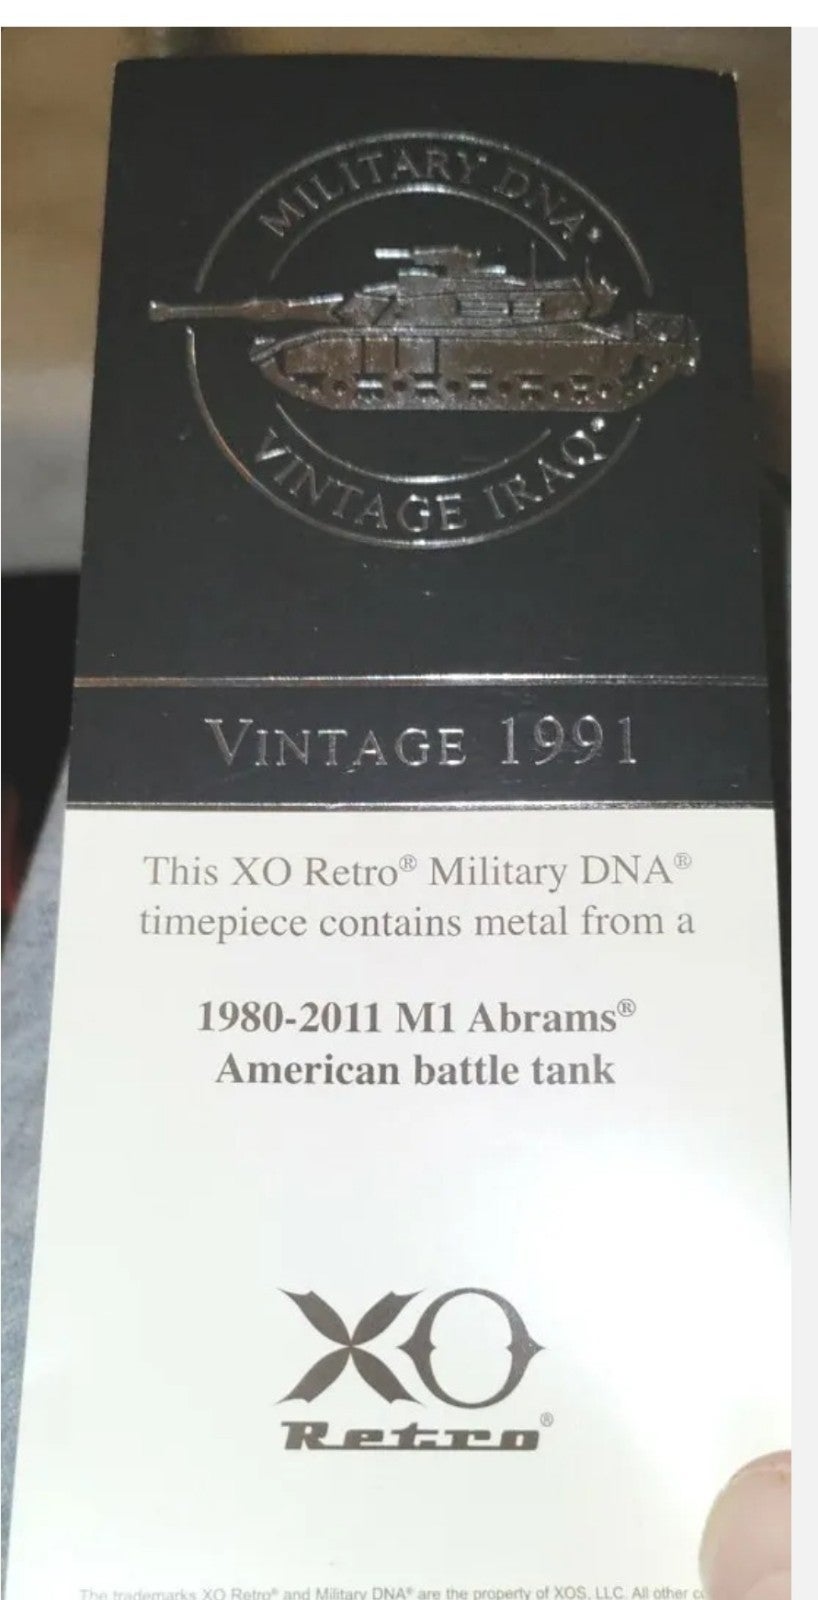 MILITARY DNA®
VINTAGE IRAQ®
VINTAGE 1991
This XO Retro® Military DNA®
timepiece contains metal from a
1980-2011 M1 Abrams®
American battle tank
XO
Retro®
The trademarks XO Retro® and Military DNA® are the property of XOS, LLC. All other